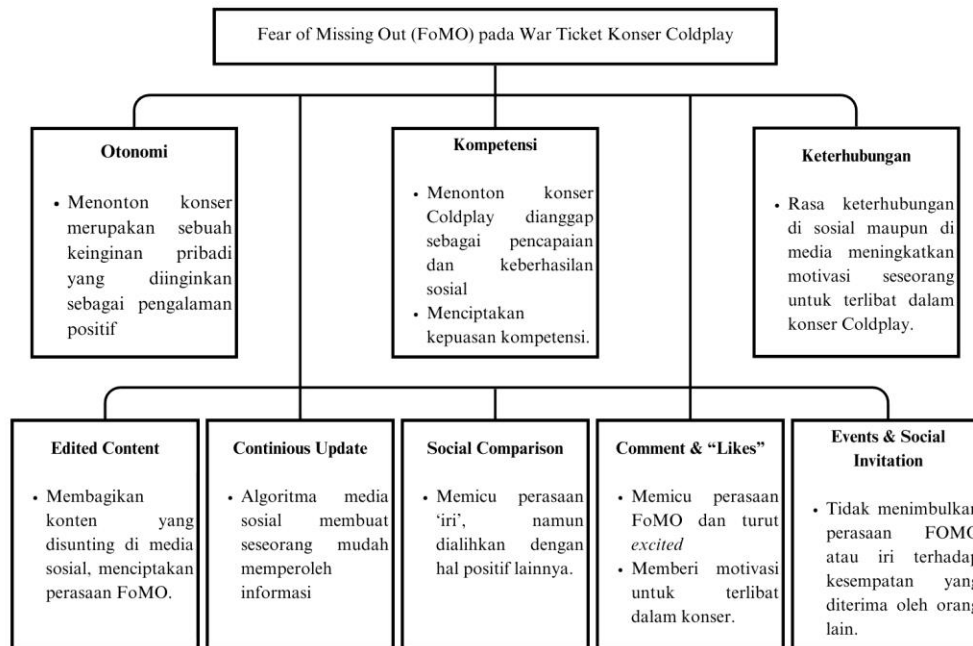 Fear of Missing Out (FoMO) pada War Ticket Konser Coldplay
Otonomi
• Menonton konser
merupakan sebuah
keinginan pribadi
yang diinginkan
sebagai pengalaman
positif
Kompetensi
• Menonton konser
Coldplay dianggap
sebagai pencapaian
dan keberhasilan
sosial
• Menciptakan
kepuasan kompetensi.
Keterhubungan
• Rasa keterhubungan
di sosial maupun di
media meningkatkan
motivasi seseorang
untuk terlibat dalam
konser Coldplay.
Edited Content
• Membagikan
konten yang
disunting di media
sosial, menciptakan
perasaan FoMO.
Continious Update
• Algoritma media
sosial membuat
seseorang mudah
memperoleh
informasi
Social Comparison
• Memicu perasaan
‘iri’, namun
dialihkan dengan
hal positif lainnya.
Comment & “Likes”
• Memicu perasaan
FoMO dan turut
excited
• Memberi motivasi
untuk terlibat
dalam konser.
Events & Social
Invitation
• Tidak menimbulkan
perasaan FOMO
atau iri terhadap
kesempatan yang
diterima oleh orang
lain.